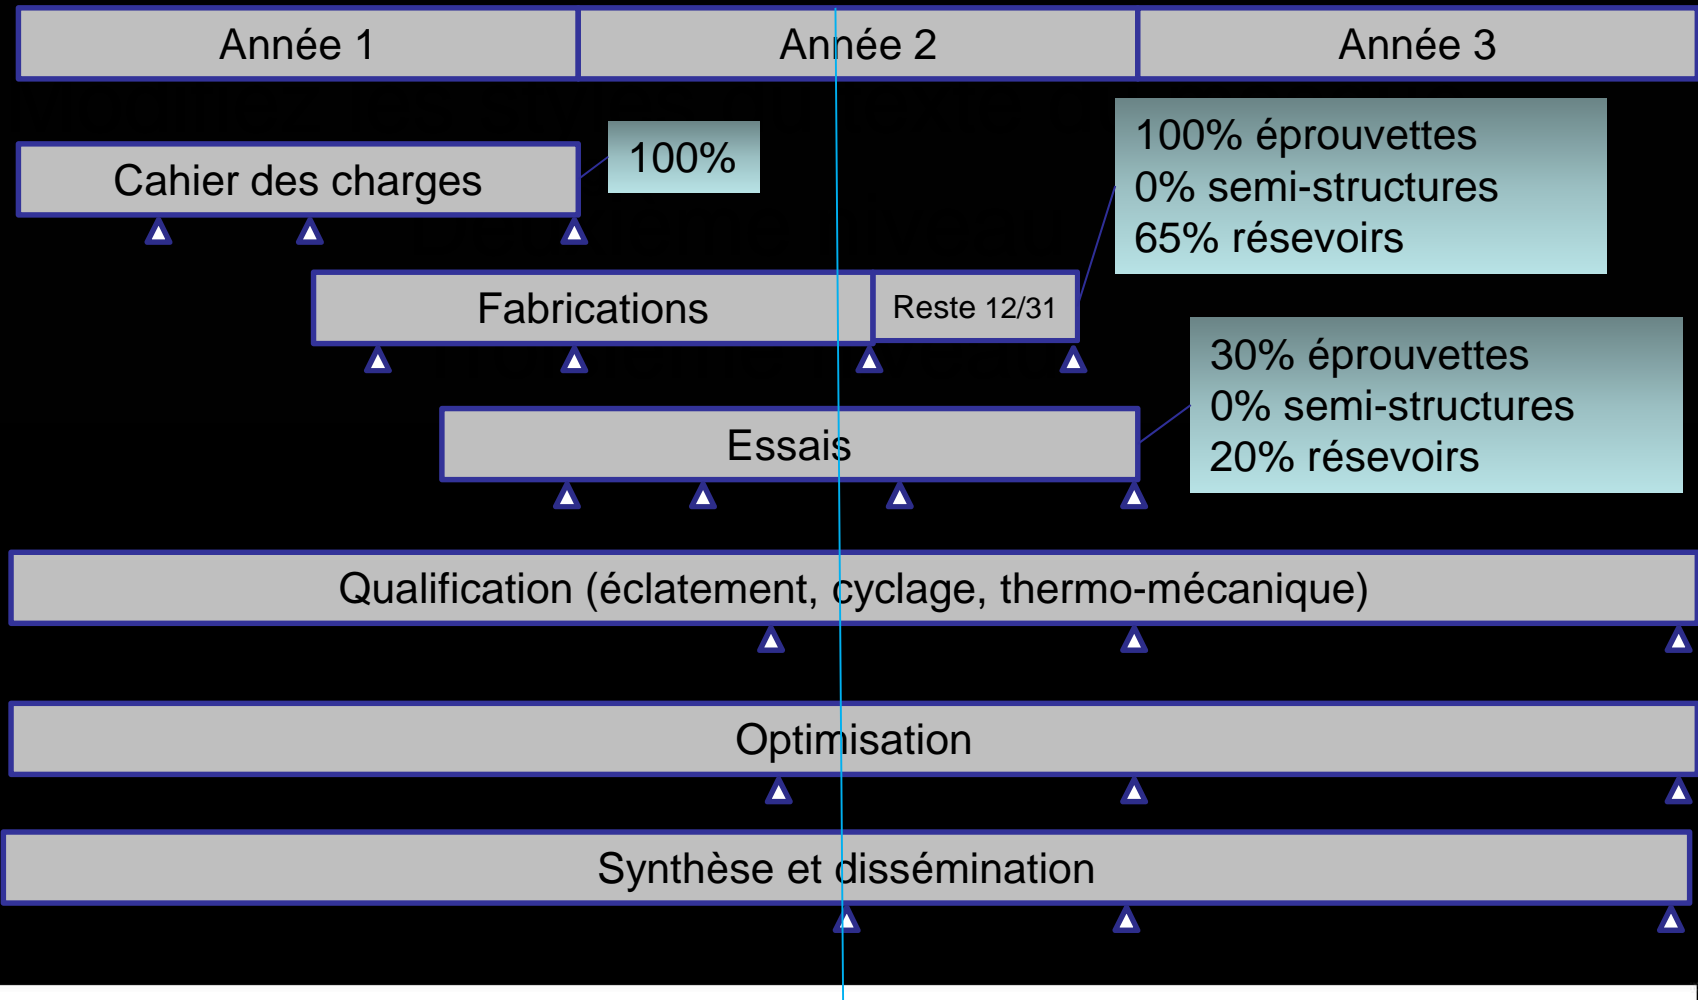 Année 1
Année 2
Année 3
Cahier des charges
100%
100% éprouvettes
0% semi-structures
65% résevoirs
Fabrications
Reste 12/31
30% éprouvettes
0% semi-structures
20% résevoirs
Essais
Qualification (éclatement, cyclage, thermo-mécanique)
Optimisation
Synthèse et dissémination